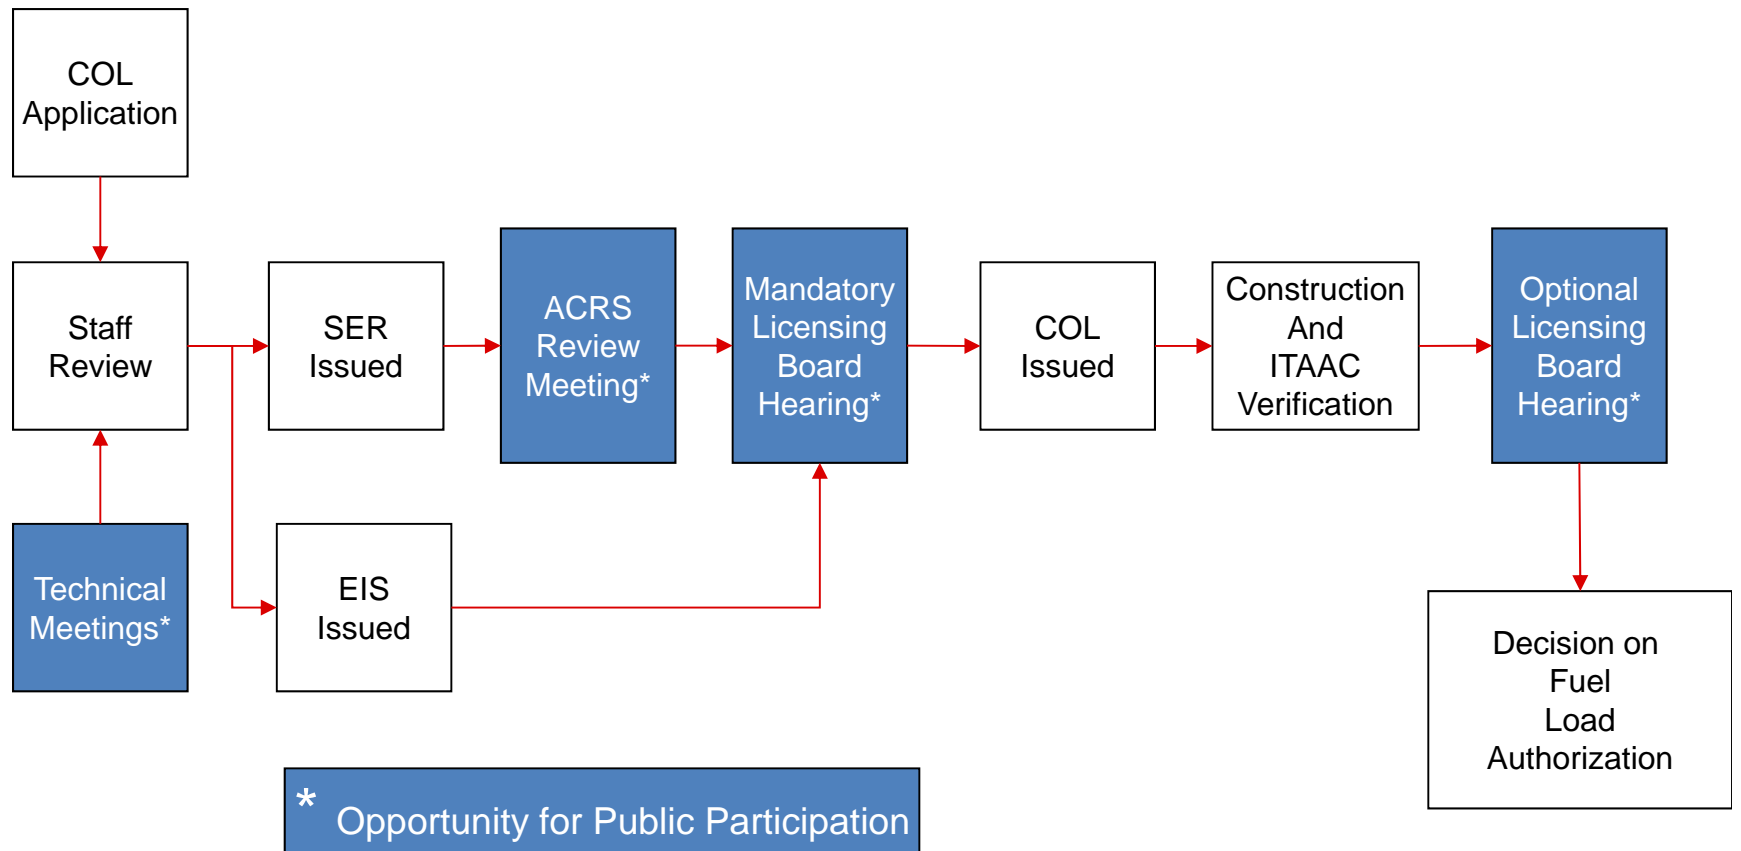 COL
Application
Staff
Review
Technical
Meetings*
SER
Issued
EIS
Issued
ACRS
Review
Meeting*
Mandatory
Licensing
Board
Hearing*
COL
Issued
Construction
And
ITAAC
Verification
Optional
Licensing
Board
Hearing*
Decision on
Fuel
Load
Authorization
* Opportunity for Public Participation